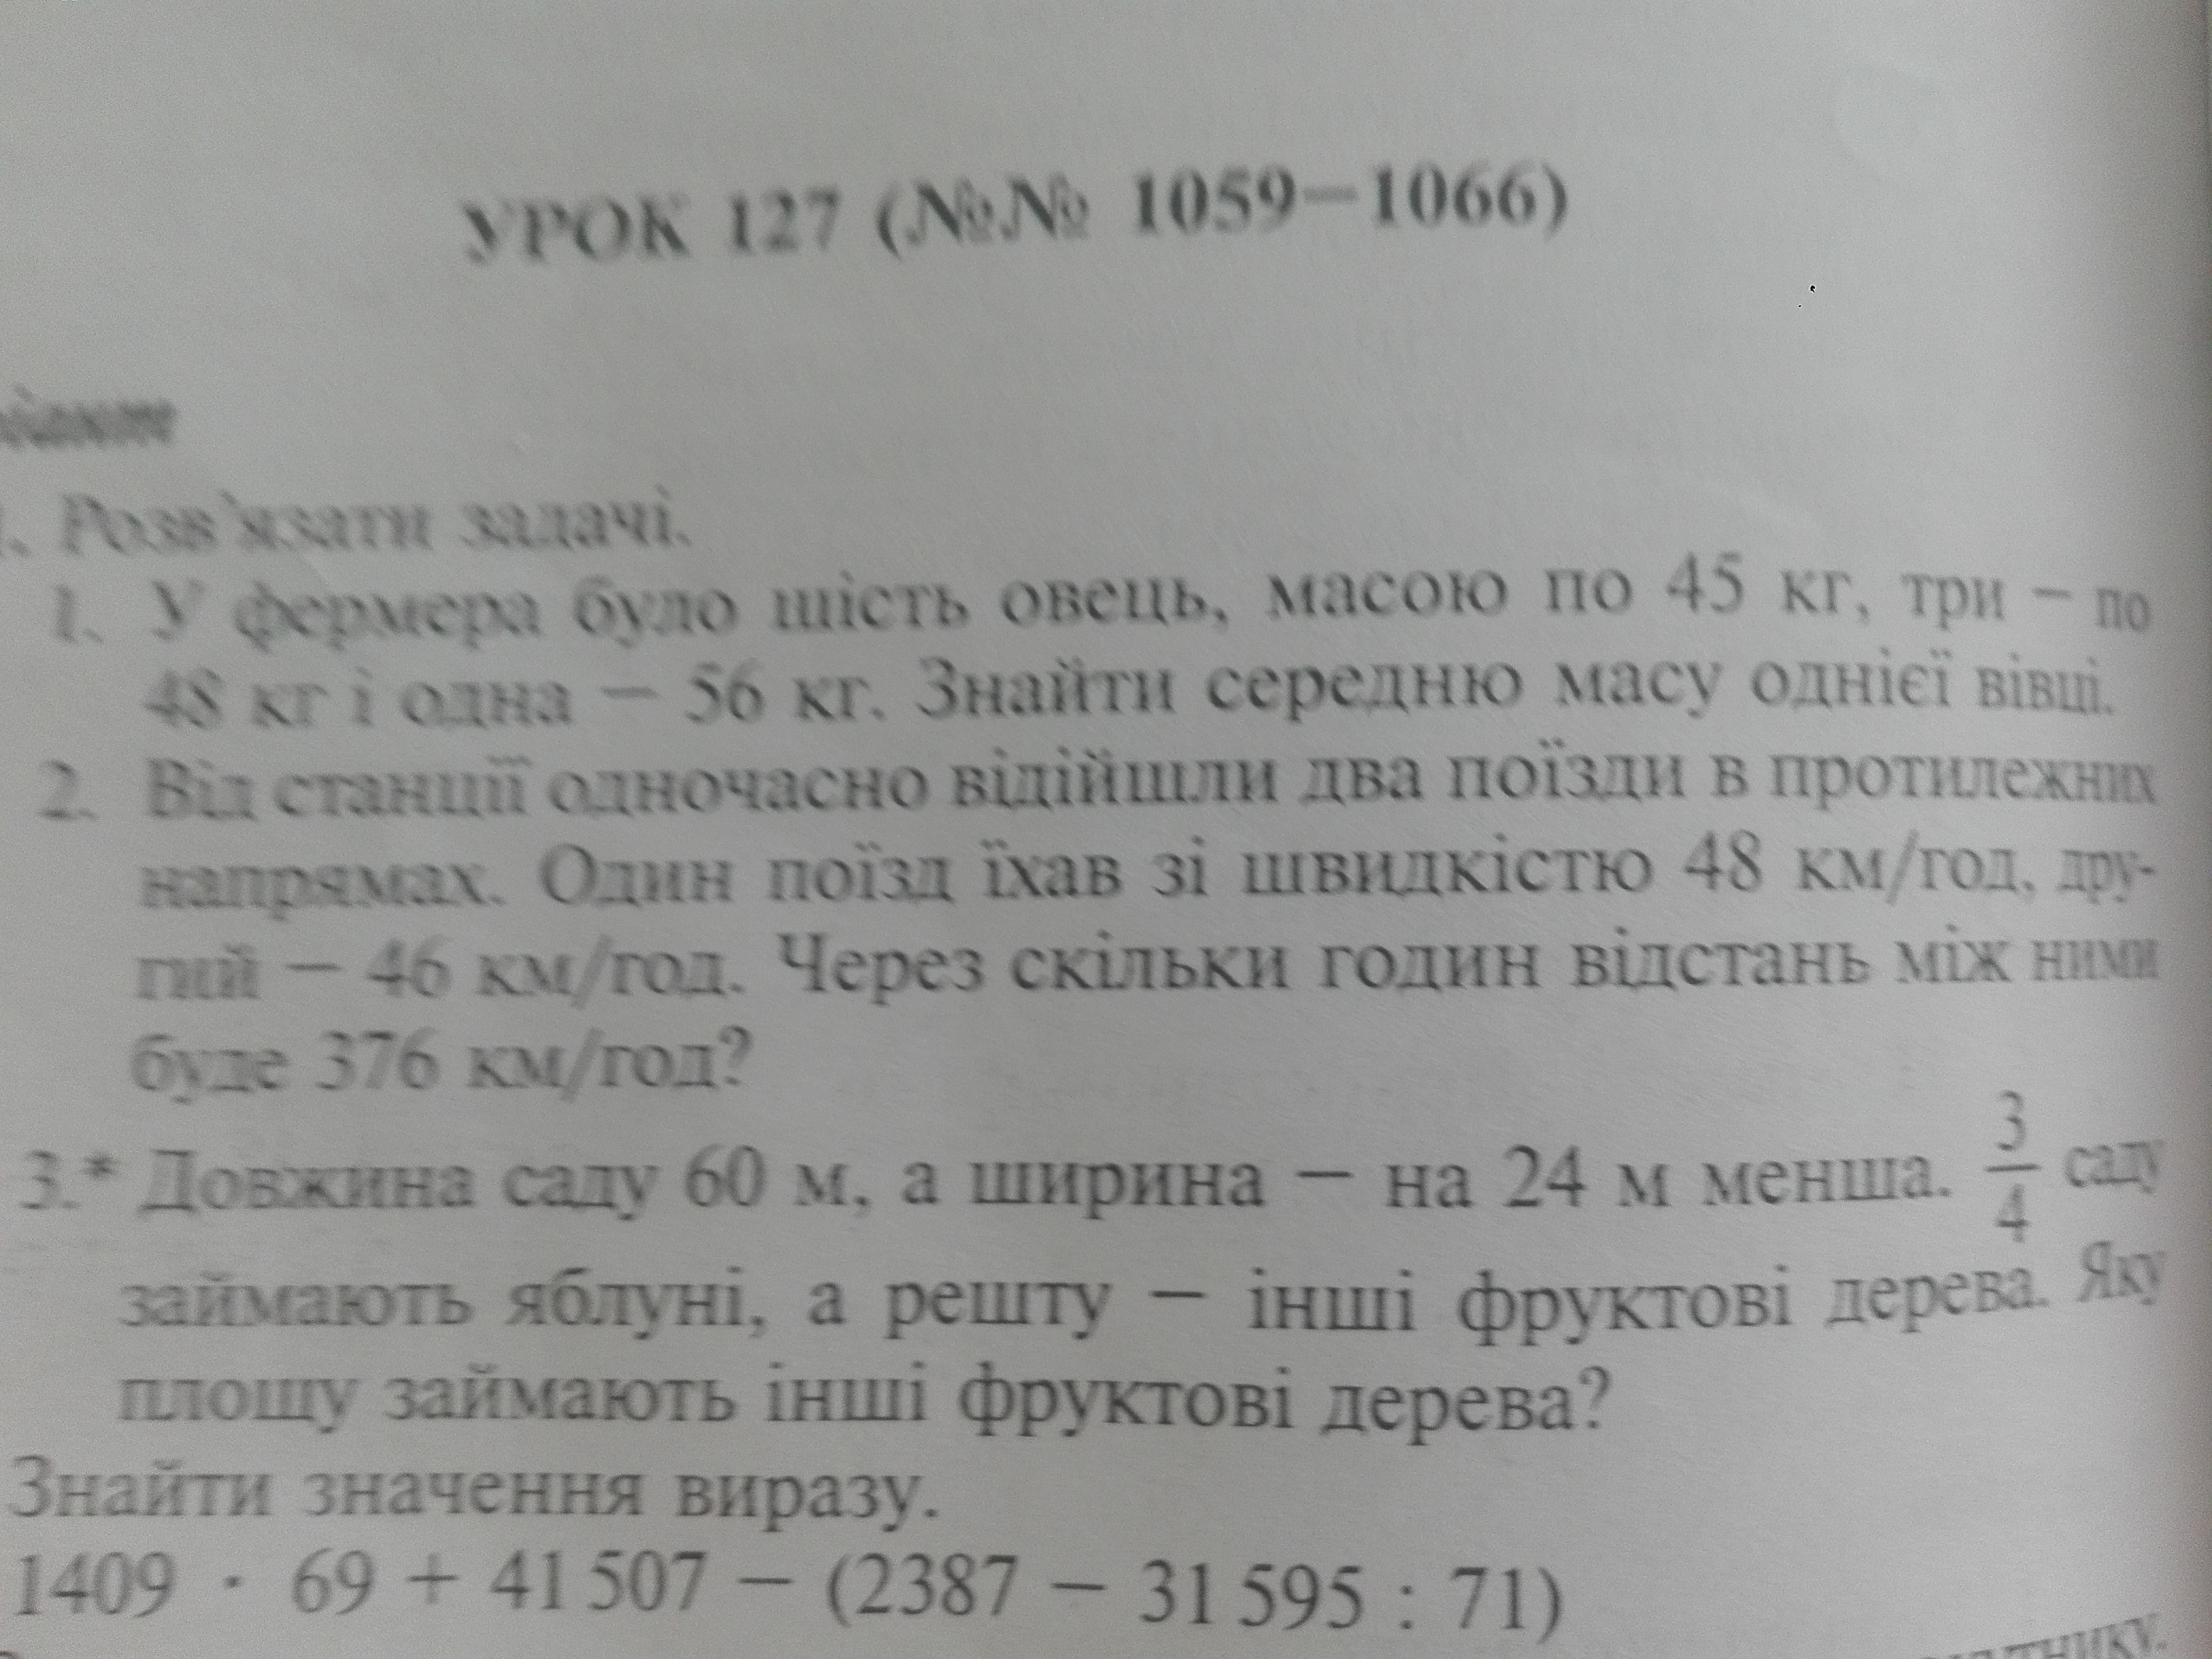 УРОК 127 (№№ 1059—1066)
Розв'язати задачі.
1. У фермера було шість овець, масою по 45 кг, три — по
48 кг і одна — 56 кг. Знайти середню масу однієї вівці.
2. Від станції одночасно відійшли два поїзди в протилежних
напрямах. Один поїзд їхав зі швидкістю 48 км/год, дру-
гий — 46 км/год. Через скільки годин відстань між ними
буде 376 км/год?
3.* Довжина саду 60 м, а ширина — на 24 м менша. 3/4 саду
займають яблуні, а решту — інші фруктові дерева. Яку
площу займають інші фруктові дерева?
Знайти значення виразу.
1409 · 69 + 41 507 — (2387 — 31 595 : 71)